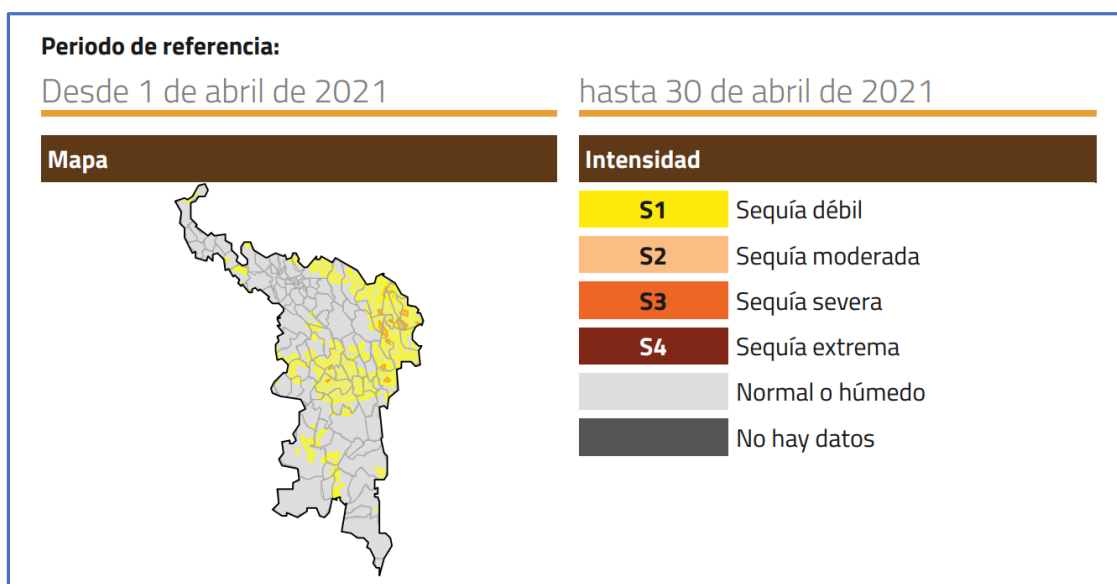 Periodo de referencia:
Desde 1 de abril de 2021
hasta 30 de abril de 2021
Mapa
Intensidad
S1 Sequía débil
S2 Sequía moderada
S3 Sequía severa
S4 Sequía extrema
Normal o húmedo
No hay datos